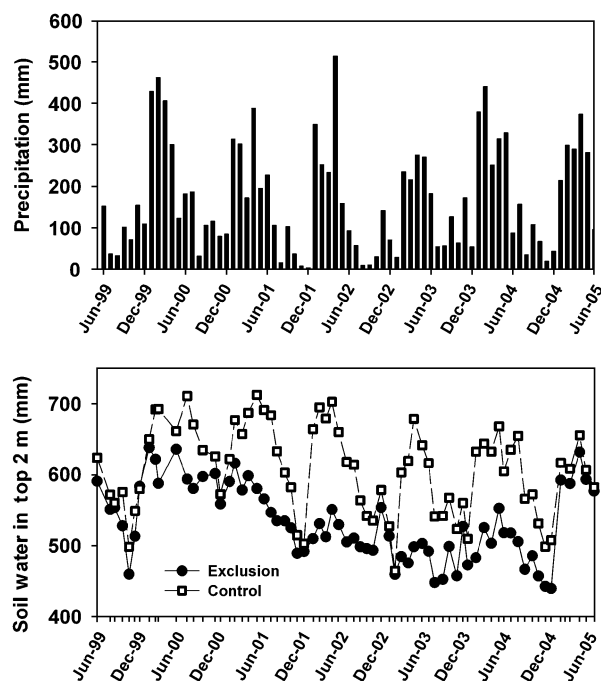 600
500
400
300
200
100
0
Precipitation (mm)
Jun-99
Dec-99
Jun-00
Dec-00
Jun-01
Dec-01
Jun-02
Dec-02
Jun-03
Dec-03
Jun-04
Dec-04
Jun-05
700
600
500
400
Soil water in top 2 m (mm)
Exclusion
Control
Jun-99
Dec-99
Jun-00
Dec-00
Jun-01
Dec-01
Jun-02
Dec-02
Jun-03
Dec-03
Jun-04
Dec-04
Jun-05